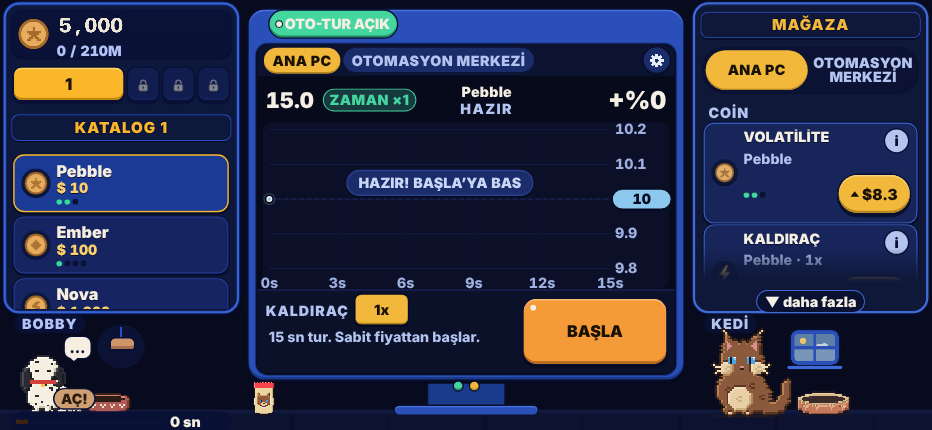 5,000
0 / 210M
1
KATALOG 1
Pebble
$ 10
Ember
$ 100
Nova
BOBBY
...
AÇ!
0 sn
OTO-TUR AÇIK
ANA PC
OTOMASYON MERKEZİ
15.0
ZAMAN ×1
Pebble
HAZIR
+%0
10.2
10.1
HAZIR! BAŞLA'YA BAS
10
9.9
9.8
0s 3s 6s 9s 12s 15s
KALDIRAÇ 1x
15 sn tur. Sabit fiyattan başlar.
BAŞLA
MAĞAZA
ANA PC
OTOMASYON
MERKEZİ
COİN
VOLATİLİTE
i
Pebble
$8.3
KALDIRAÇ
i
Pebble · 1x
▼ daha fazla
KEDİ